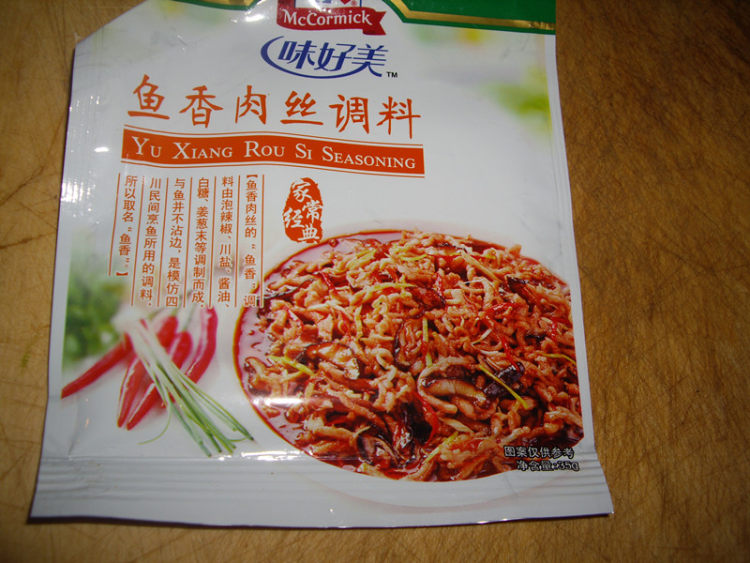 McCormick
味好美™
鱼香肉丝调料
YU XIANG ROU SI SEASONING
【鱼香肉丝的“鱼香”,调
料由泡辣椒、川盐、酱油、
白糖、姜葱末等调制而成,
与鱼并不沾边,是模仿四
川民间烹鱼所用的调料,
所以取名“鱼香”.】
家常
经典
图案仅供参考
净含量:35g